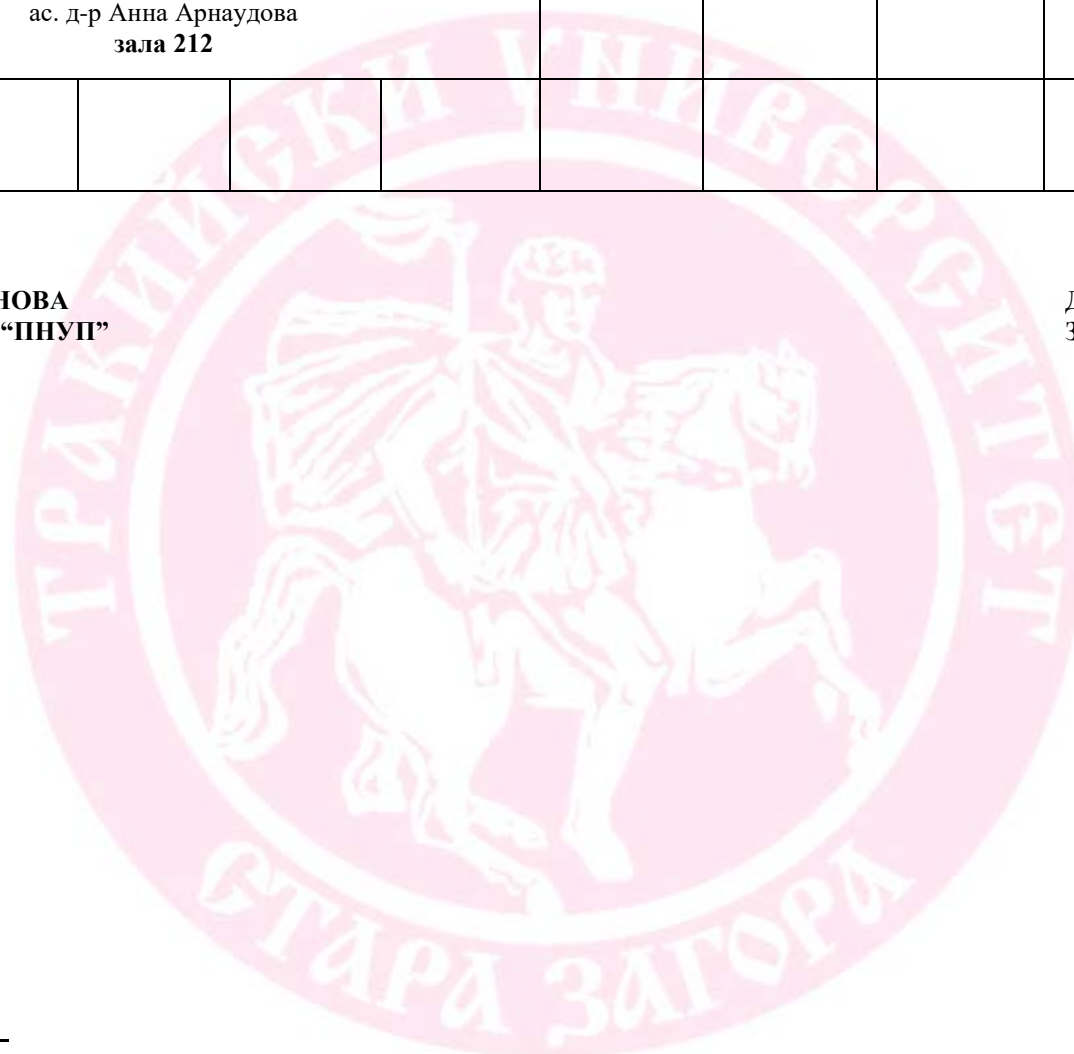 ас. д-р Анна Арнаудова
зала 212
НОВА
“ПНУП”
ТРАКИЙСКИ УНИВЕРСИТЕТ
СТАРА ЗАГОРА